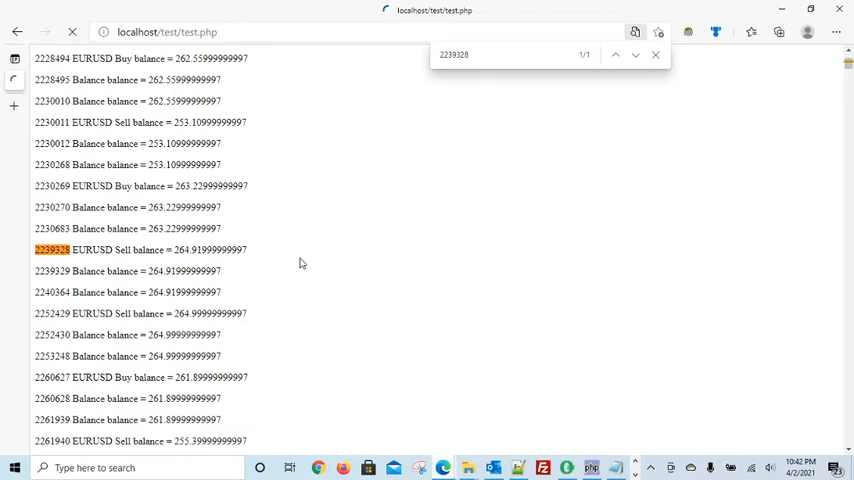 localhost/test/test.php
localhost/test/test.php
2239328
1/1
2228494 EURUSD Buy balance = 262.55999999997
2228495 Balance balance = 262.55999999997
2230010 Balance balance = 262.55999999997
2230011 EURUSD Sell balance = 253.10999999997
2230012 Balance balance = 253.10999999997
2230268 Balance balance = 253.10999999997
2230269 EURUSD Buy balance = 263.22999999997
2230270 Balance balance = 263.22999999997
2230683 Balance balance = 263.22999999997
2239328 EURUSD Sell balance = 264.91999999997
2239329 Balance balance = 264.91999999997
2240364 Balance balance = 264.91999999997
2252429 EURUSD Sell balance = 264.99999999997
2252430 Balance balance = 264.99999999997
2253248 Balance balance = 264.99999999997
2260627 EURUSD Buy balance = 261.89999999997
2260628 Balance balance = 261.89999999997
2261939 Balance balance = 261.89999999997
2261940 EURUSD Sell balance = 255.39999999997
Type here to search
php
10:42 PM
4/2/2021
23